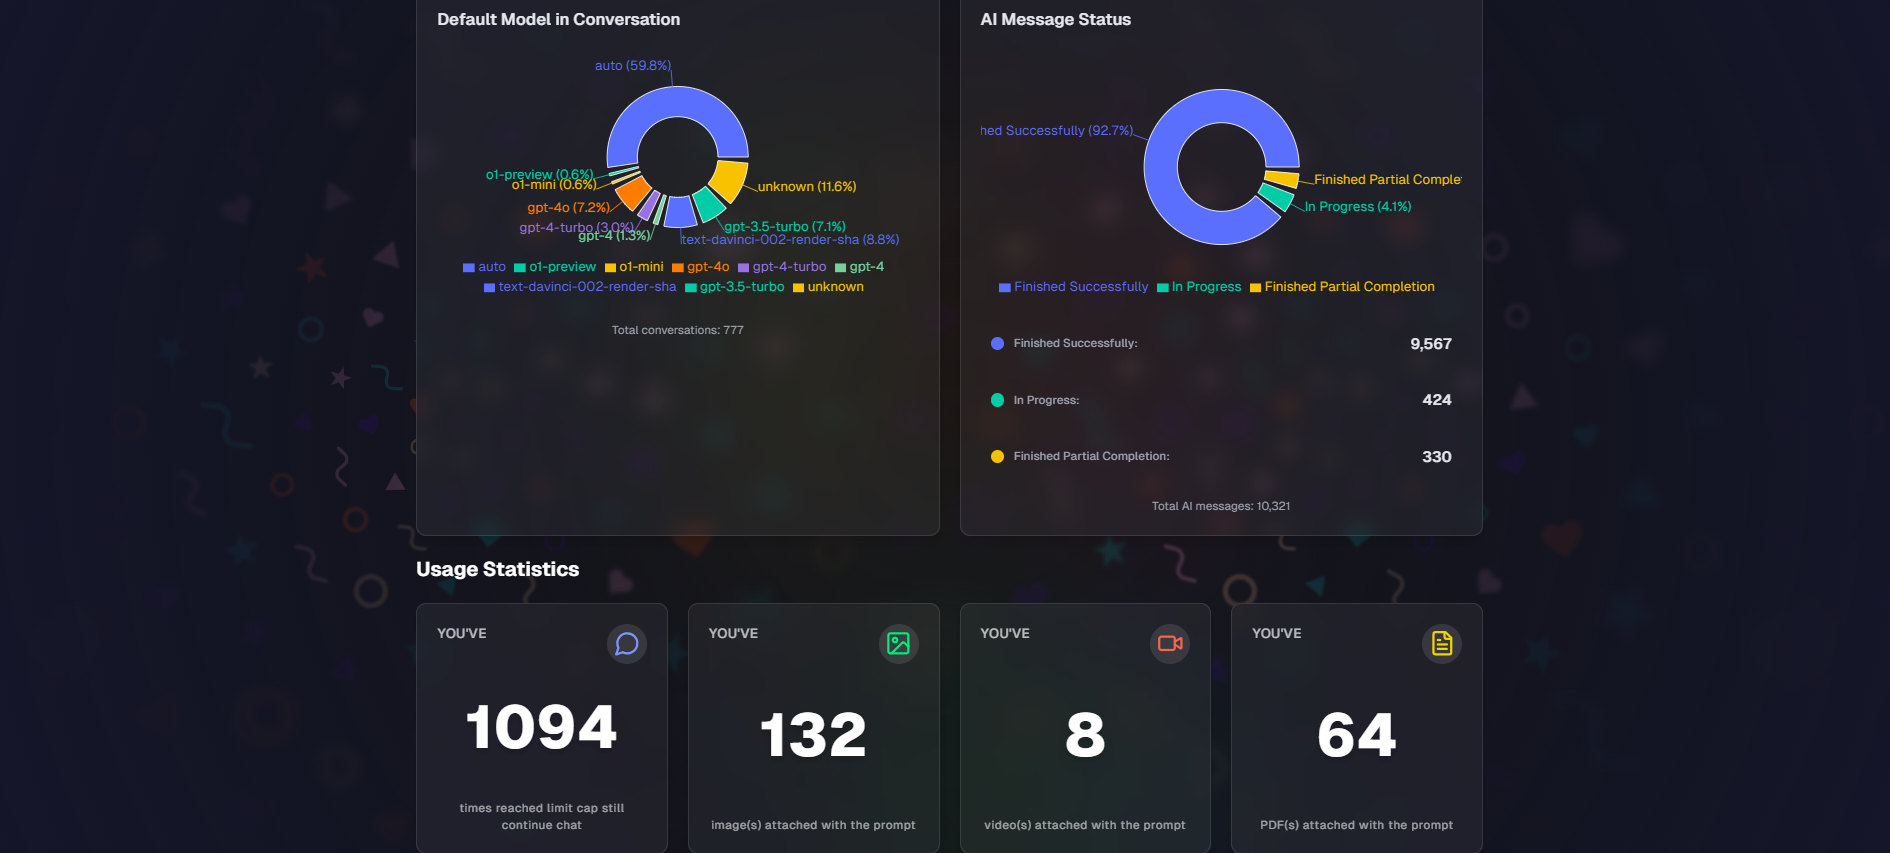 Default Model in Conversation
auto (59.8%)
o1-preview (0.6%)
o1-mini (0.6%)
gpt-4o (7.2%)
gpt-4-turbo (3.0%)
gpt-4 (1.3%)
unknown (11.6%)
gpt-3.5-turbo (7.1%)
text-davinci-002-render-sha (8.8%)
auto o1-preview o1-mini gpt-4o gpt-4-turbo gpt-4
text-davinci-002-render-sha gpt-3.5-turbo unknown
Total conversations: 777
AI Message Status
hed Successfully (92.7%)
Finished Partial Comple
In Progress (4.1%)
Finished Successfully In Progress Finished Partial Completion
Finished Successfully: 9,567
In Progress: 424
Finished Partial Completion: 330
Total AI messages: 10,321
Usage Statistics
YOU'VE
1094
times reached limit cap still
continue chat
YOU'VE
132
image(s) attached with the prompt
YOU'VE
8
video(s) attached with the prompt
YOU'VE
64
PDF(s) attached with the prompt